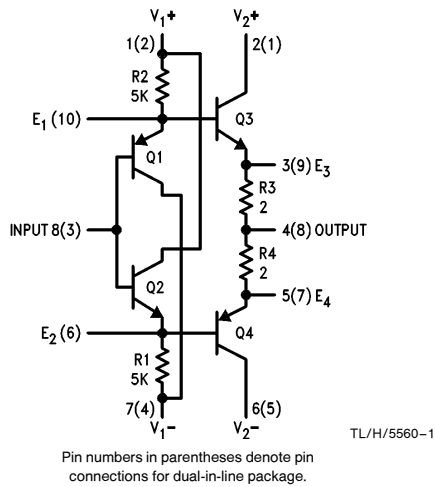 V1+ V2+
1(2) 2(1)
R2
5K
E1 (10) Q3
Q1 3(9) E3
R3
2
INPUT 8(3) 4(8) OUTPUT
R4
2
Q2 5(7) E4
E2 (6) Q4
R1
5K
7(4) 6(5)
V1− V2−
TL/H/5560–1
Pin numbers in parentheses denote pin
connections for dual-in-line package.